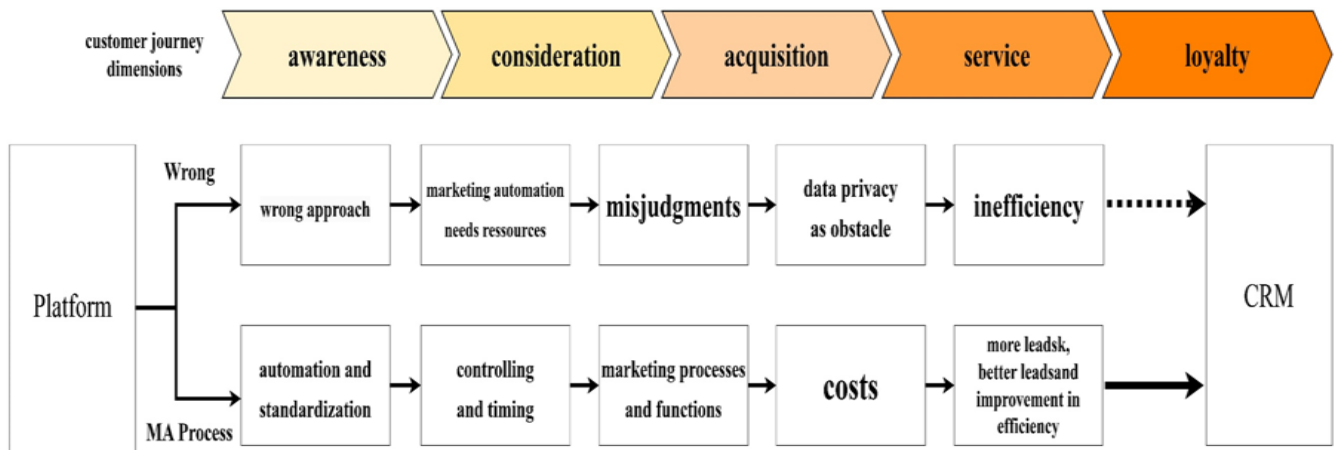 customer journey
dimensions
awareness
consideration
acquisition
service
loyalty
Platform
Wrong
wrong approach
marketing automation
needs ressources
misjudgments
data privacy
as obstacle
inefficiency
CRM
MA Process
automation and
standardization
controlling
and timing
marketing processes
and functions
costs
more leadsk,
better leadsand
improvement in
efficiency